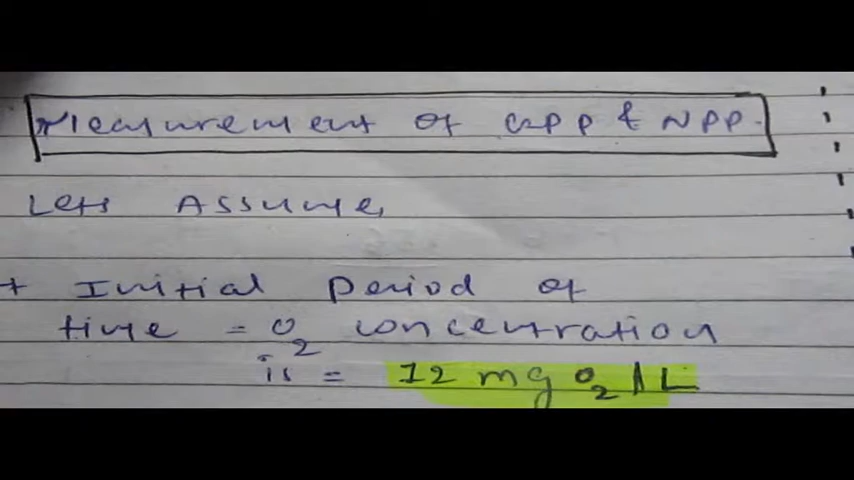 Measurement of GPP & NPP.
Lets Assume,
+ Initial Period of
time = O2 concentration
is = 12 mg O2/L